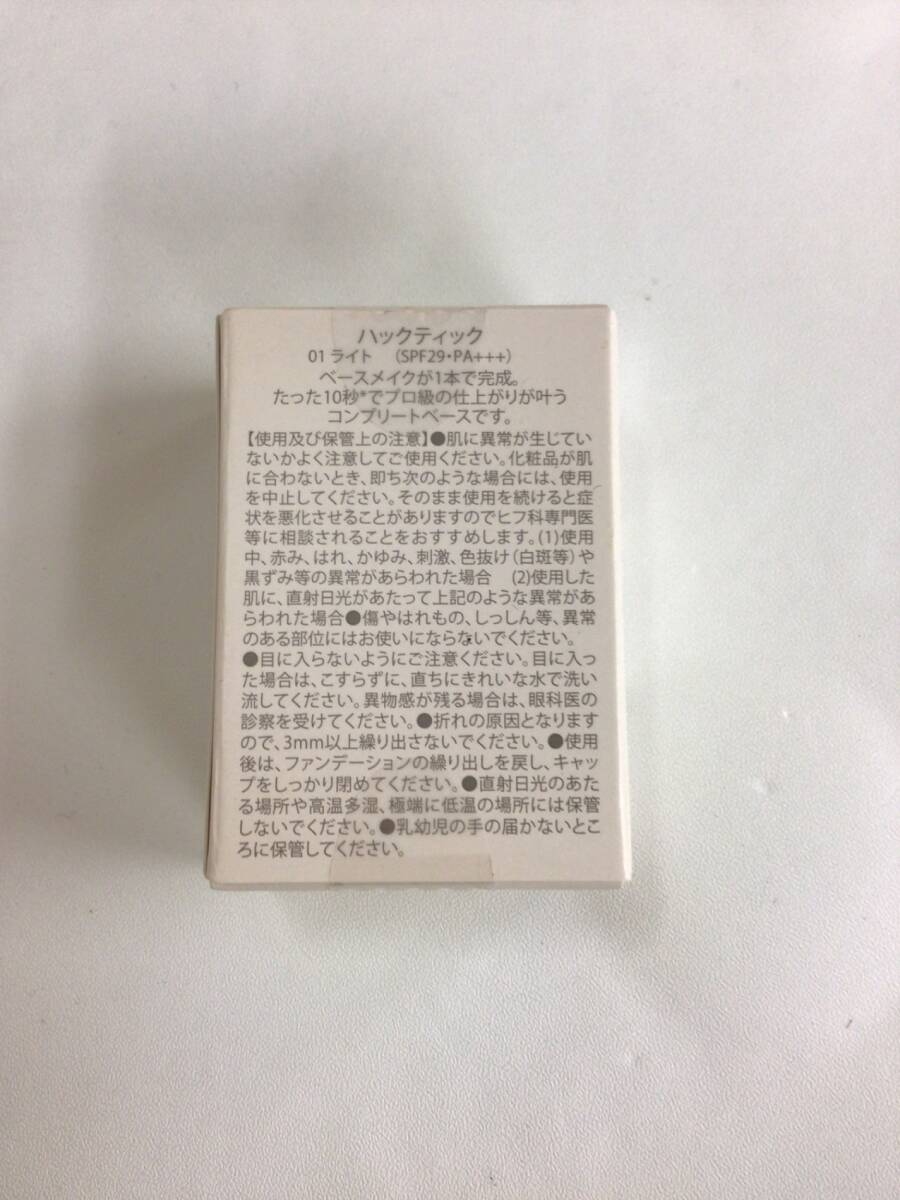 ハックティック
01 ライト （SPF29・PA+++）
ベースメイクが1本で完成。
たった10秒*でプロ級の仕上がりが叶う
コンプリートベースです。
【使用及び保管上の注意】●肌に異常が生じてい
ないかよく注意してご使用ください。化粧品が肌
に合わないとき、即ち次のような場合には、使用
を中止してください。そのまま使用を続けると症
状を悪化させることがありますのでヒフ科専門医
等に相談されることをおすすめします。(1)使用
中、赤み、はれ、かゆみ、刺激、色抜け（白斑等）や
黒ずみ等の異常があらわれた場合 (2)使用した
肌に、直射日光があたって上記のような異常があ
らわれた場合●傷やはれもの、しっしん等、異常
のある部位にはお使いにならないでください。
●目に入らないようにご注意ください。目に入っ
た場合は、こすらずに、直ちにきれいな水で洗い
流してください。異物感が残る場合は、眼科医の
診察を受けてください。●折れの原因となります
ので、3mm以上繰り出さないでください。●使用
後は、ファンデーションの繰り出しを戻し、キャッ
プをしっかり閉めてください。●直射日光のあた
る場所や高温多湿、極端に低温の場所には保管
しないでください。●乳幼児の手の届かないとこ
ろに保管してください。